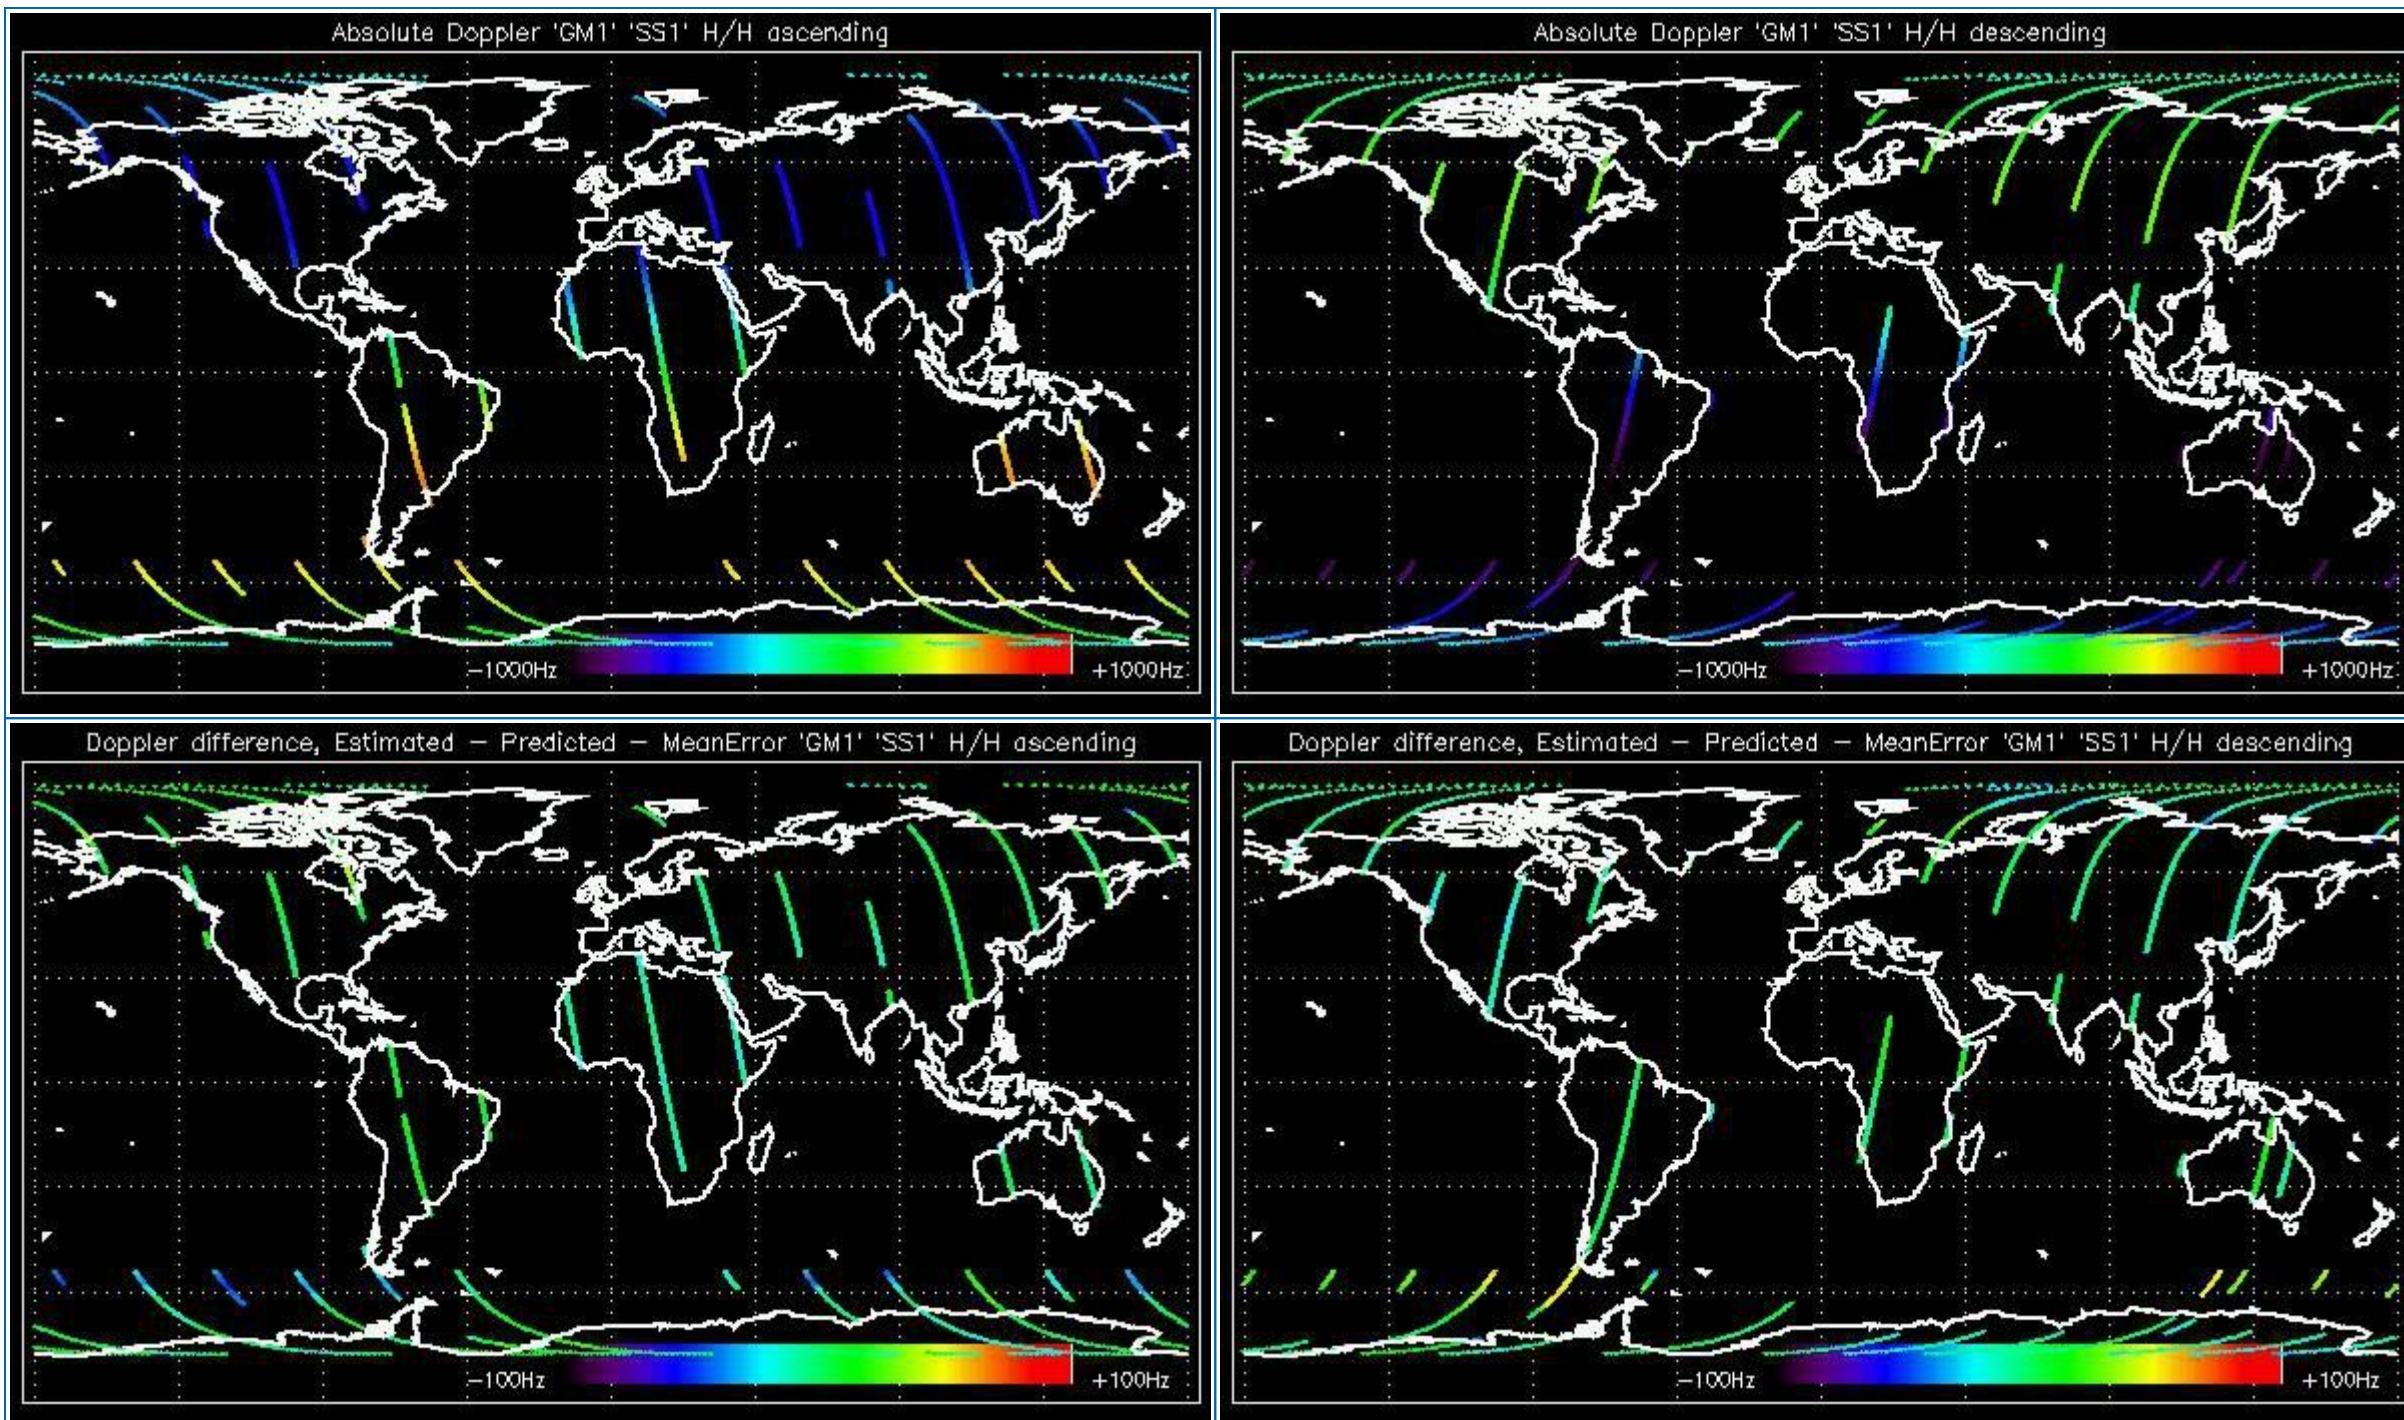 Absolute Doppler 'GM1' 'SS1' H/H ascending
−1000Hz +1000Hz
Absolute Doppler 'GM1' 'SS1' H/H descending
−1000Hz +1000Hz
Doppler difference, Estimated − Predicted − MeanError 'GM1' 'SS1' H/H ascending
−100Hz +100Hz
Doppler difference, Estimated − Predicted − MeanError 'GM1' 'SS1' H/H descending
−100Hz +100Hz